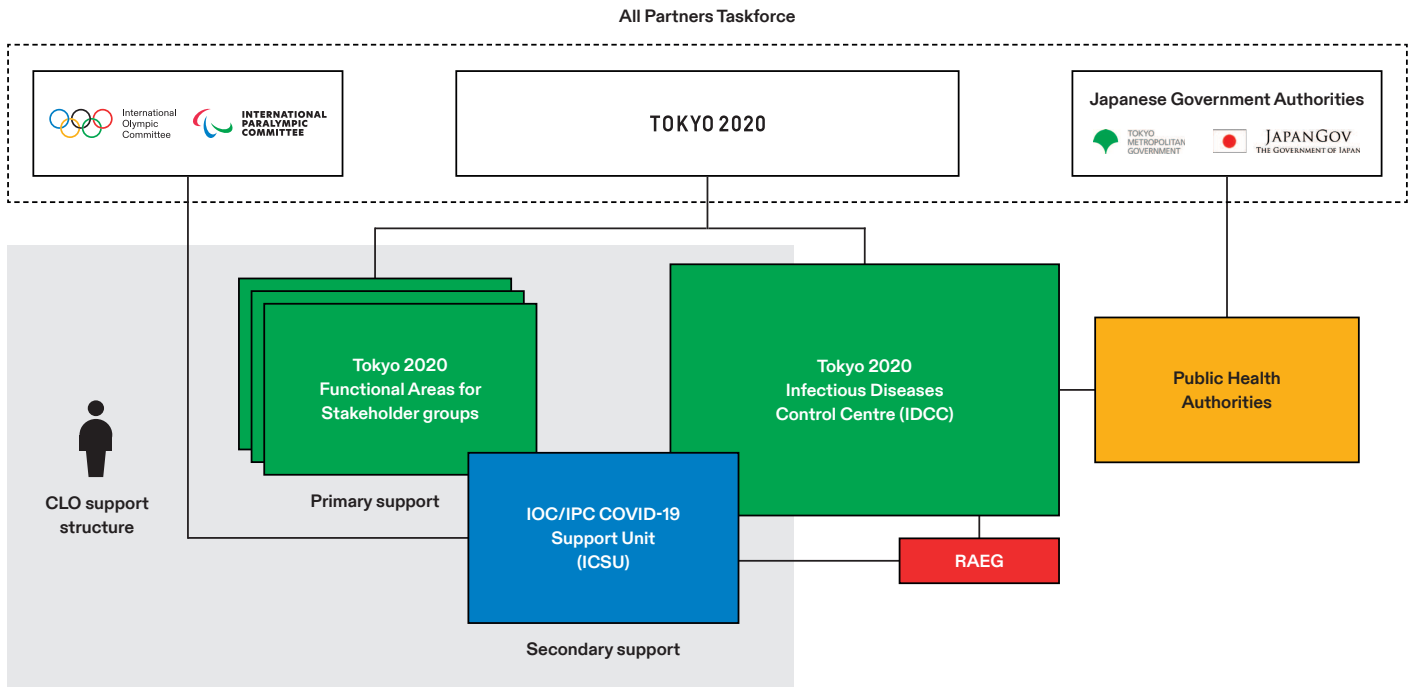 All Partners Taskforce
International
Olympic
Committee
INTERNATIONAL
PARALYMPIC
COMMITTEE
TOKYO 2020
Japanese Government Authorities
TOKYO
METROPOLITAN
GOVERNMENT
JAPANGOV
THE GOVERNMENT OF JAPAN
Tokyo 2020
Functional Areas for
Stakeholder groups
Tokyo 2020
Infectious Diseases
Control Centre (IDCC)
Public Health
Authorities
CLO support
structure
Primary support
IOC/IPC COVID-19
Support Unit
(ICSU)
RAEG
Secondary support